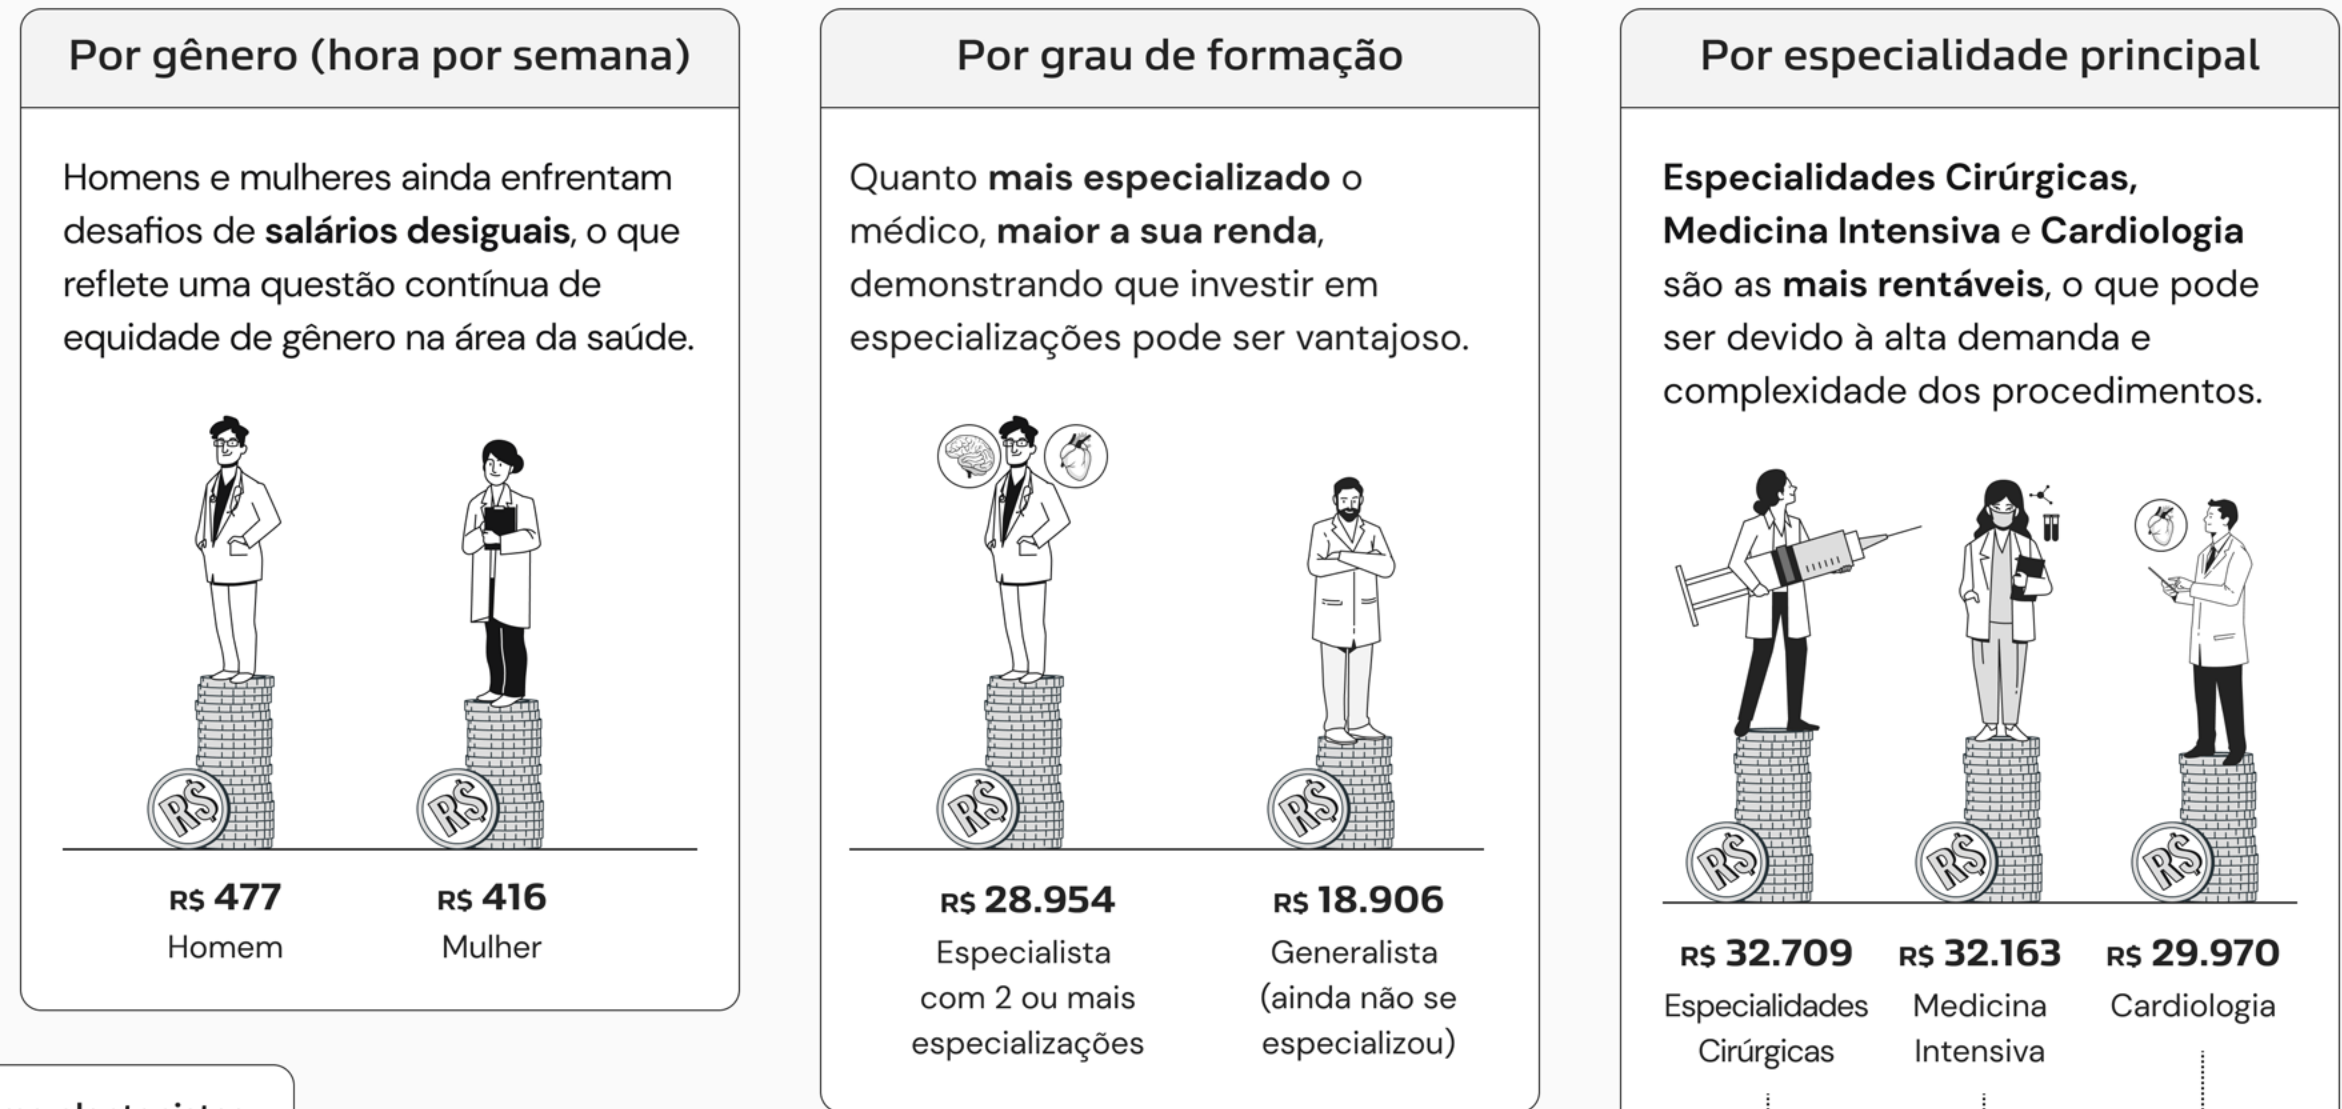 Por gênero (hora por semana)
Homens e mulheres ainda enfrentam
desafios de salários desiguais, o que
reflete uma questão contínua de
equidade de gênero na área da saúde.
R$
R$
R$ 477
Homem
R$ 416
Mulher
Por grau de formação
Quanto mais especializado o
médico, maior a sua renda,
demonstrando que investir em
especializações pode ser vantajoso.
R$
R$
R$ 28.954
Especialista
com 2 ou mais
especializações
R$ 18.906
Generalista
(ainda não se
especializou)
Por especialidade principal
Especialidades Cirúrgicas,
Medicina Intensiva e Cardiologia
são as mais rentáveis, o que pode
ser devido à alta demanda e
complexidade dos procedimentos.
R$
R$
R$
R$ 32.709
Especialidades
Cirúrgicas
R$ 32.163
Medicina
Intensiva
R$ 29.970
Cardiologia